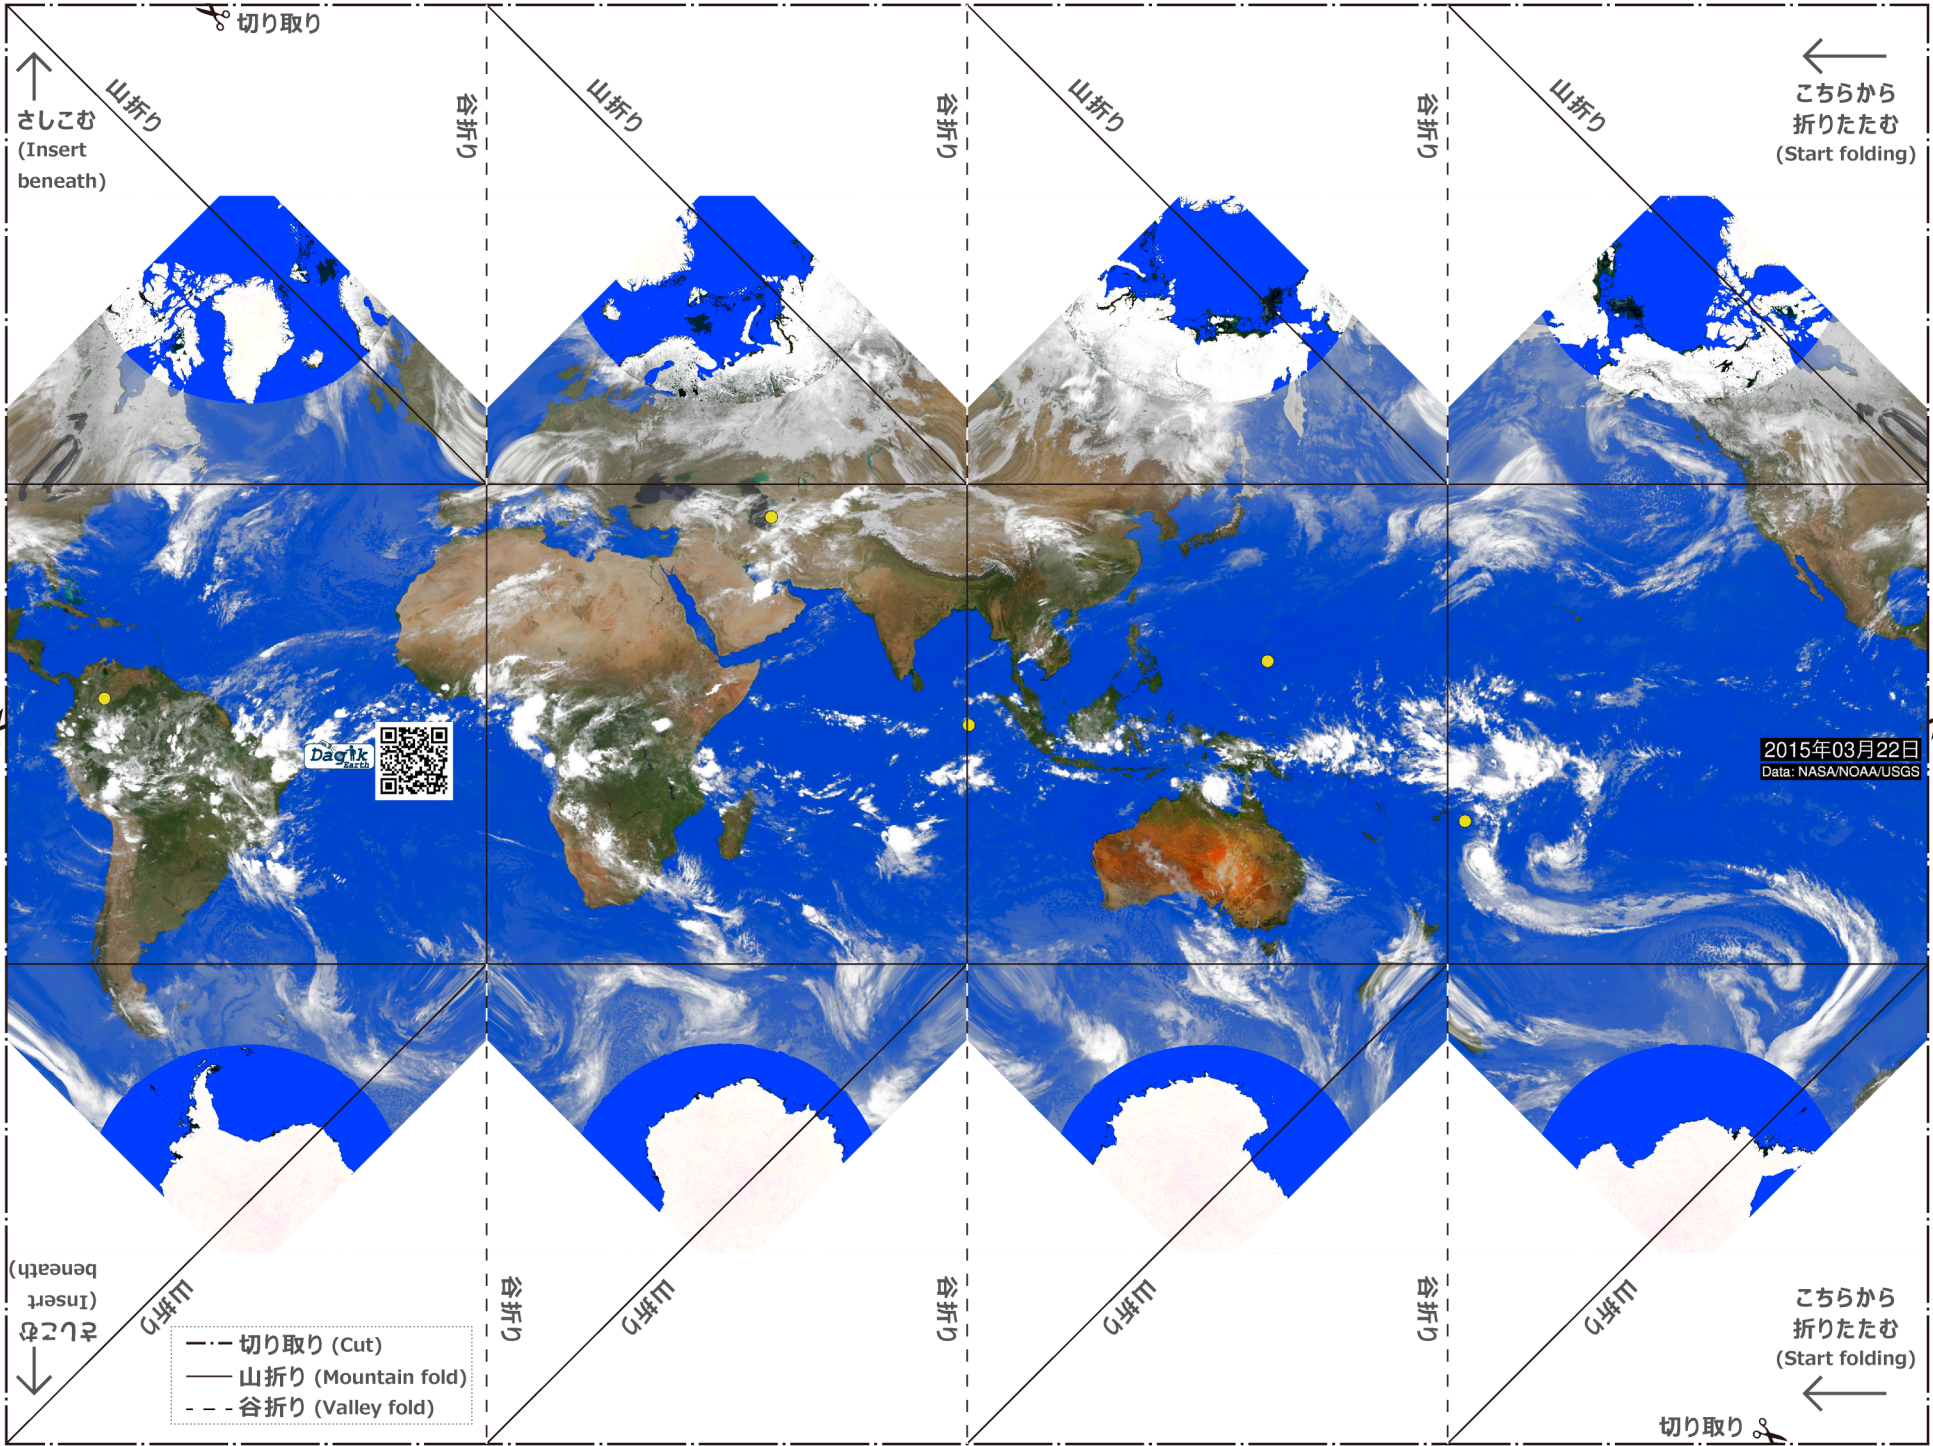 切り取り
山折り
谷折り
山折り
谷折り
山折り
谷折り
山折り
さしこむ
(Insert
beneath)
こちらから
折りたたむ
(Start folding)
Dagik
Earth
2015年03月22日
Data: NASA/NOAA/USGS
さしこむ
(Insert
beneath)
山折り
谷折り
山折り
谷折り
山折り
谷折り
山折り
切り取り (Cut)
山折り (Mountain fold)
谷折り (Valley fold)
こちらから
折りたたむ
(Start folding)
切り取り